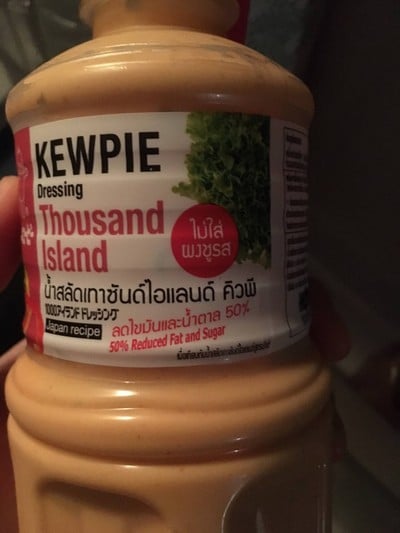 KEWPIE
Dressing
Thousand
Island
ไม่ใส่
ผงชูรส
น้ำสลัดเทาซันด์ไอแลนด์ คิวพี
1000アイランド ドレッシング
Japan recipe
ลดไขมันและน้ำตาล 50%
50% Reduced Fat and Sugar